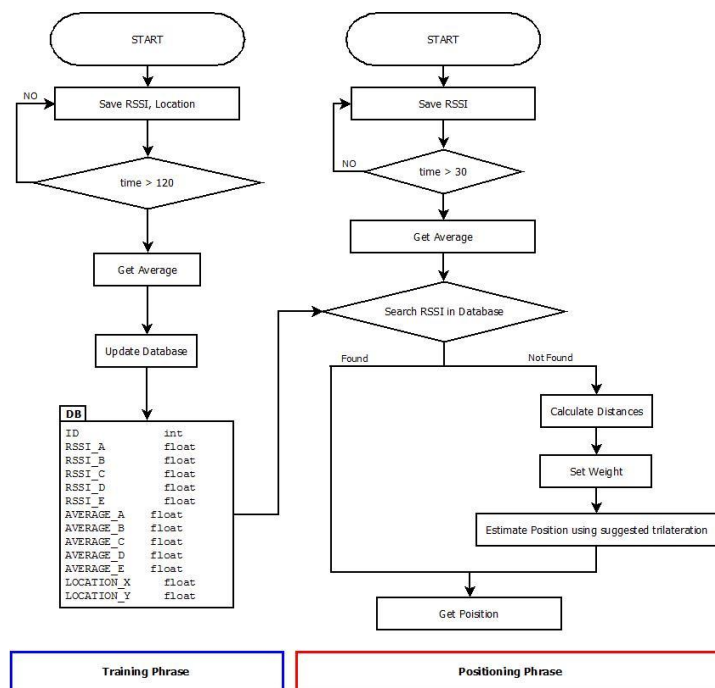 START
Save RSSI, Location
NO
time > 120
Get Average
Update Database
DB
ID int
RSSI_A float
RSSI_B float
RSSI_C float
RSSI_D float
RSSI_E float
AVERAGE_A float
AVERAGE_B float
AVERAGE_C float
AVERAGE_D float
AVERAGE_E float
LOCATION_X float
LOCATION_Y float
Training Phrase
START
Save RSSI
NO
time > 30
Get Average
Search RSSI in Database
Found
Not Found
Calculate Distances
Set Weight
Estimate Position using suggested trilateration
Get Poisition
Positioning Phrase